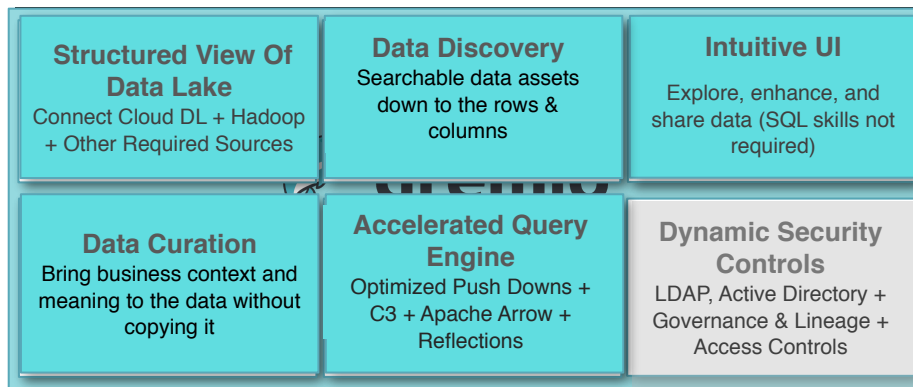 Structured View Of
Data Lake
Connect Cloud DL + Hadoop
+ Other Required Sources
Data Discovery
Searchable data assets
down to the rows &
columns
Intuitive UI
Explore, enhance, and
share data (SQL skills not
required)
dremio
Data Curation
Bring business context and
meaning to the data without
copying it
Accelerated Query
Engine
Optimized Push Downs +
C3 + Apache Arrow +
Reflections
Dynamic Security
Controls
LDAP, Active Directory +
Governance & Lineage +
Access Controls